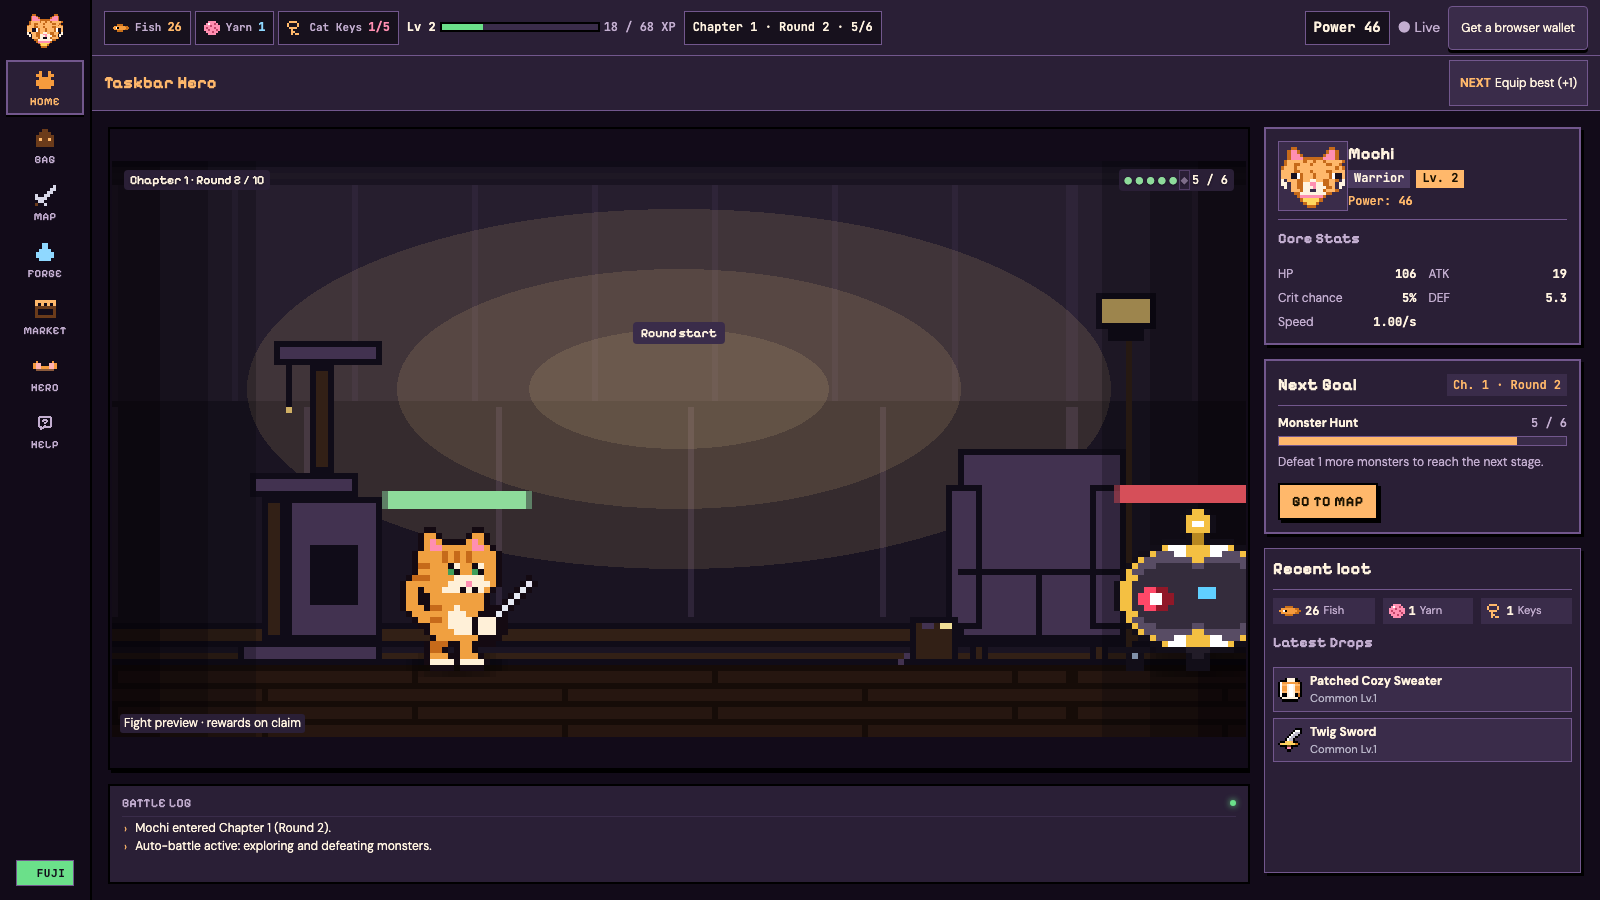 Fish 26
Yarn 1
Cat Keys 1/5
Lv 2
18 / 68 XP
Chapter 1 · Round 2 · 5/6
Power 46
Live
Get a browser wallet
Taskbar Hero
NEXT Equip best (+1)
HOME
BAG
MAP
FORGE
MARKET
HERO
HELP
FUJI
Chapter 1 · Round 2 / 10
5 / 6
Round start
Fight preview · rewards on claim
BATTLE LOG
› Mochi entered Chapter 1 (Round 2).
› Auto-battle active: exploring and defeating monsters.
Mochi
Warrior Lv. 2
Power: 46
Core Stats
HP 106 ATK 19
Crit chance 5% DEF 5.3
Speed 1.00/s
Next Goal Ch. 1 · Round 2
Monster Hunt 5 / 6
Defeat 1 more monsters to reach the next stage.
GO TO MAP
Recent loot
26 Fish 1 Yarn 1 Keys
Latest Drops
Patched Cozy Sweater
Common Lv.1
Twig Sword
Common Lv.1